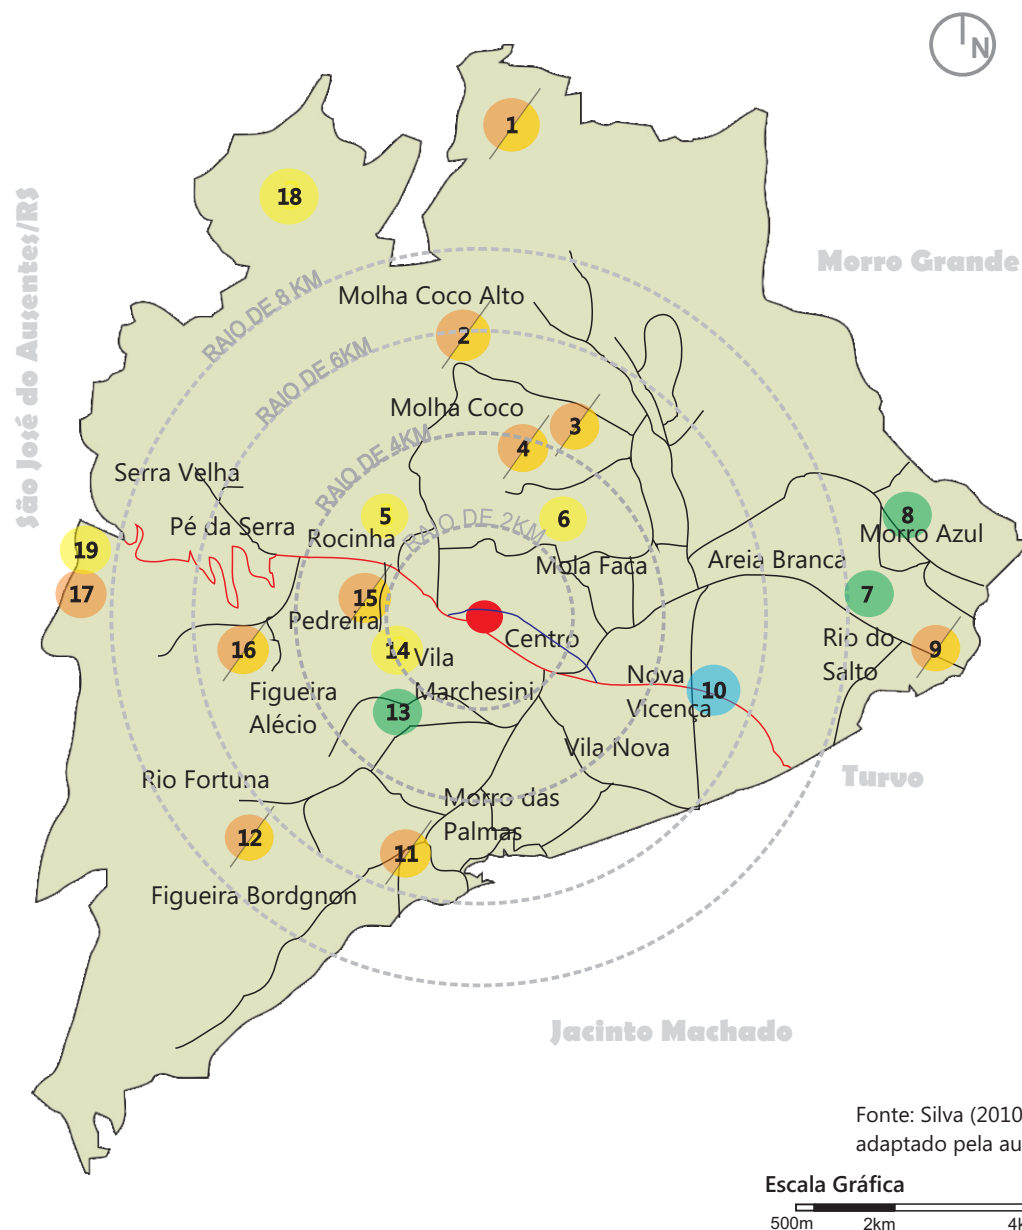 N
1
18
São José do Ausentes/RS
Morro Grande
RAIO DE 8 KM
Molha Coco Alto
2
RAIO DE 6KM
Molha Coco
3
4
RAIO DE 4KM
Serra Velha
5
6
8
Pé da Serra
Rocinha
RAIO DE 2KM
Morro Azul
19
Mola Faca
Areia Branca
17
15
7
Pedreira
Centro
Rio do
Salto
9
16
14
Vila
Marchesini
Figueira
Alécio
13
Nova
Vicença
10
Vila Nova
Rio Fortuna
Turvo
Morro das
Palmas
12
11
Figueira Bordgnon
Jacinto Machado
Fonte: Silva (2010
adaptado pela au
Escala Gráfica
500m
2km